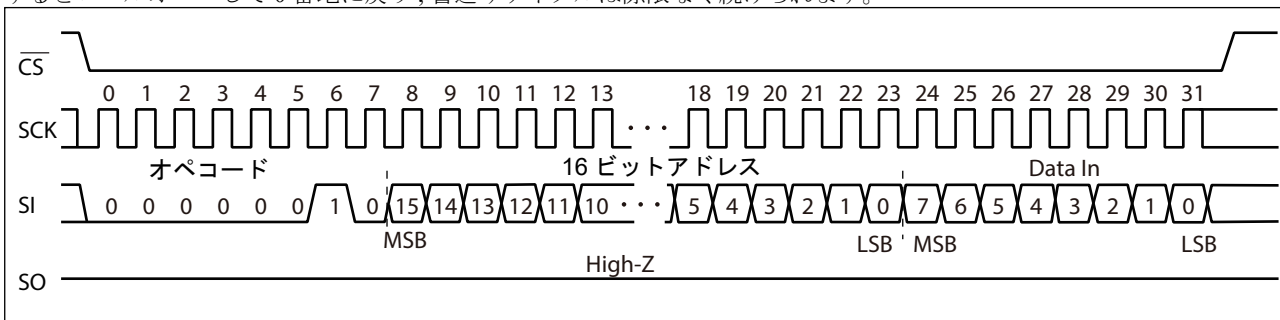 CS
0 1 2 3 4 5 6 7 8 9 10 11 12 13 18 19 20 21 22 23 24 25 26 27 28 29 30 31
SCK ･･･
オペコード 16 ビットアドレス Data In
SI 0 0 0 0 0 0 1 0 15 14 13 12 11 10 ･･･ 5 4 3 2 1 0 7 6 5 4 3 2 1 0
MSB LSB MSB LSB
High-Z
SO